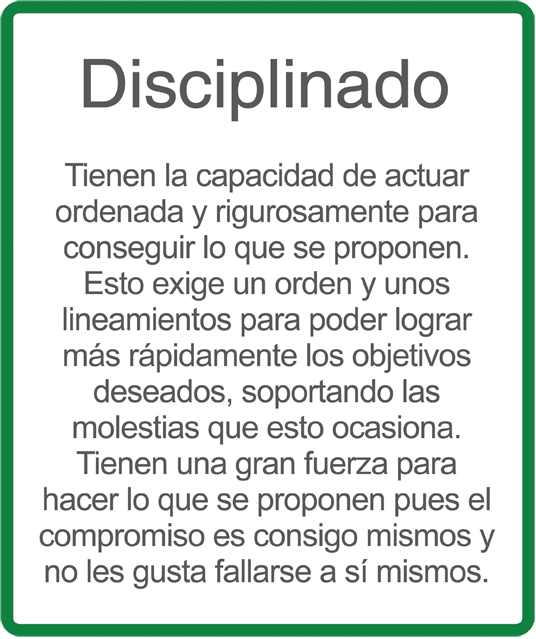 Disciplinado
Tienen la capacidad de actuar
ordenada y rigurosamente para
conseguir lo que se proponen.
Esto exige un orden y unos
lineamientos para poder lograr
más rápidamente los objetivos
deseados, soportando las
molestias que esto ocasiona.
Tienen una gran fuerza para
hacer lo que se proponen pues el
compromiso es consigo mismos y
no les gusta fallarse a sí mismos.